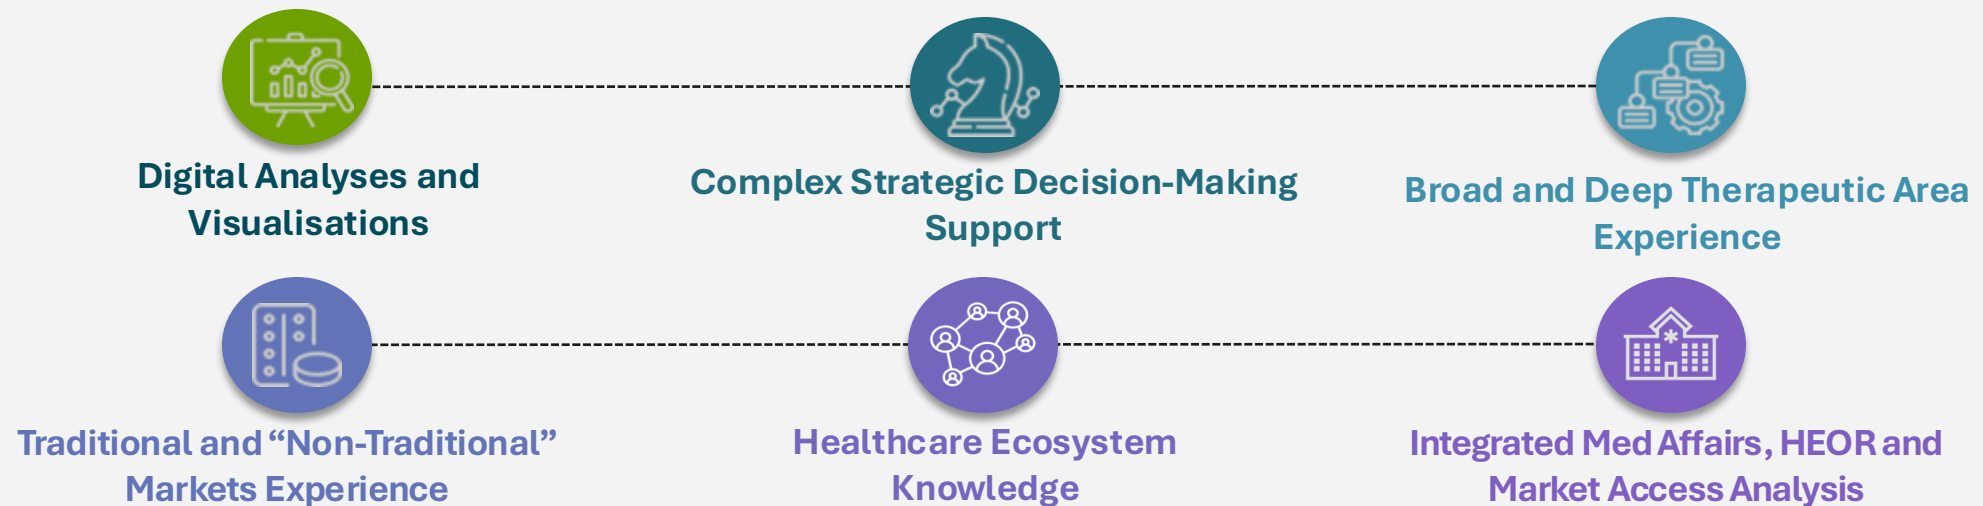 Digital Analyses and
Visualisations
Complex Strategic Decision-Making
Support
Broad and Deep Therapeutic Area
Experience
Traditional and “Non-Traditional”
Markets Experience
Healthcare Ecosystem
Knowledge
Integrated Med Affairs, HEOR and
Market Access Analysis